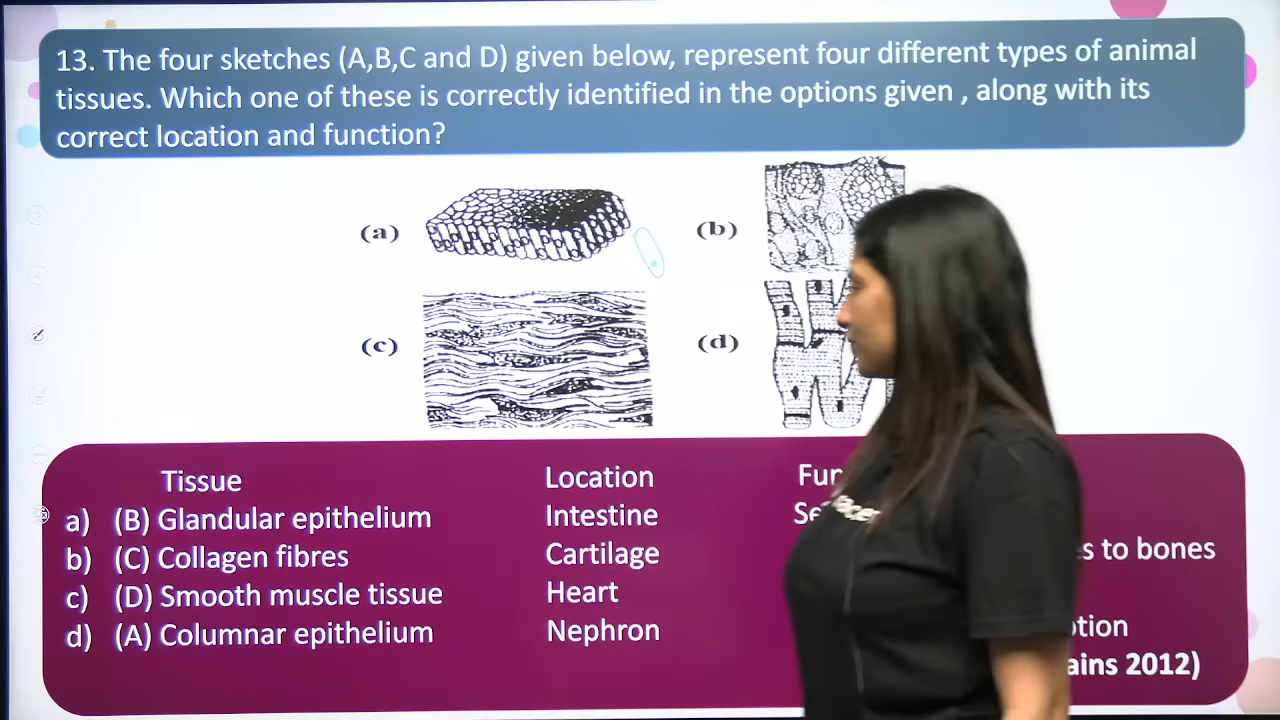 13. The four sketches (A,B,C and D) given below, represent four different types of animal
tissues. Which one of these is correctly identified in the options given , along with its
correct location and function?
(a)
(b)
(c)
(d)
Tissue Location
a) (B) Glandular epithelium Intestine
b) (C) Collagen fibres Cartilage to bones
c) (D) Smooth muscle tissue Heart
d) (A) Columnar epithelium Nephron
2012)